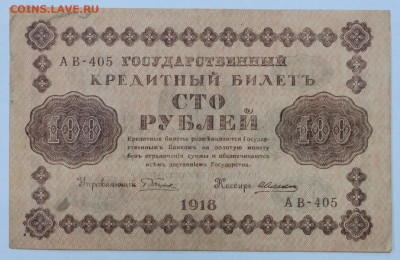 COINS.LAVE.RU
ГОСУДАРСТВЕННЫЙ
АВ-405 КРЕДИТНЫЙ БИЛЕТЪ
СТО
РУБЛЕЙ
100 100
Кредитные билеты размѣниваются Государ-
ственнымъ Банкомъ на золотую монету
безъ ограниченія суммы и обезпечиваются
всѣмъ достояніемъ Государства.
Управляющій Кассиръ
1918 АВ-405